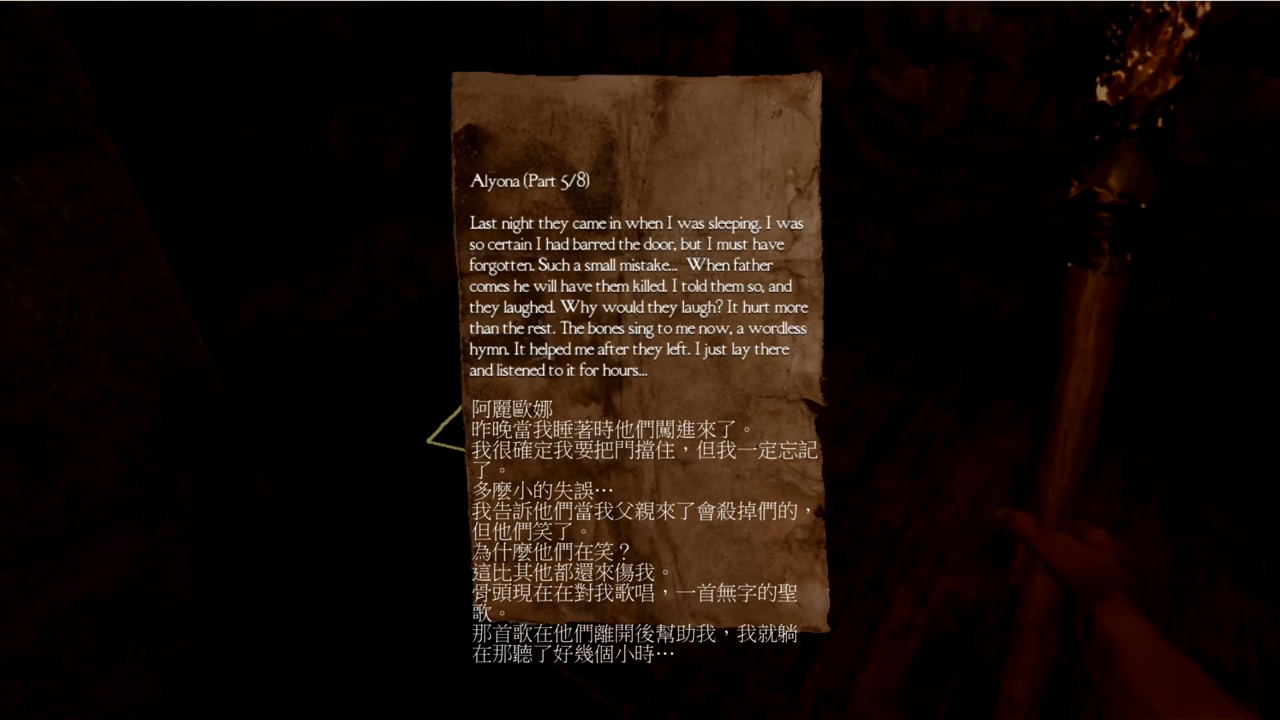 Alyona (Part 5/8)
Last night they came in when I was sleeping. I was
so certain I had barred the door, but I must have
forgotten. Such a small mistake... When father
comes he will have them killed. I told them so, and
they laughed. Why would they laugh? It hurt more
than the rest. The bones sing to me now, a wordless
hymn. It helped me after they left. I just lay there
and listened to it for hours...
阿麗歐娜
昨晚當我睡著時他們闖進來了。
我很確定我要把門擋住，但我一定忘記
了。
多麼小的失誤…
我告訴他們當我父親來了會殺掉們的，
但他們笑了。
為什麼他們在笑？
這比其他都還來傷我。
骨頭現在在對我歌唱，一首無字的聖
歌。
那首歌在他們離開後幫助我，我就躺
在那聽了好幾個小時…